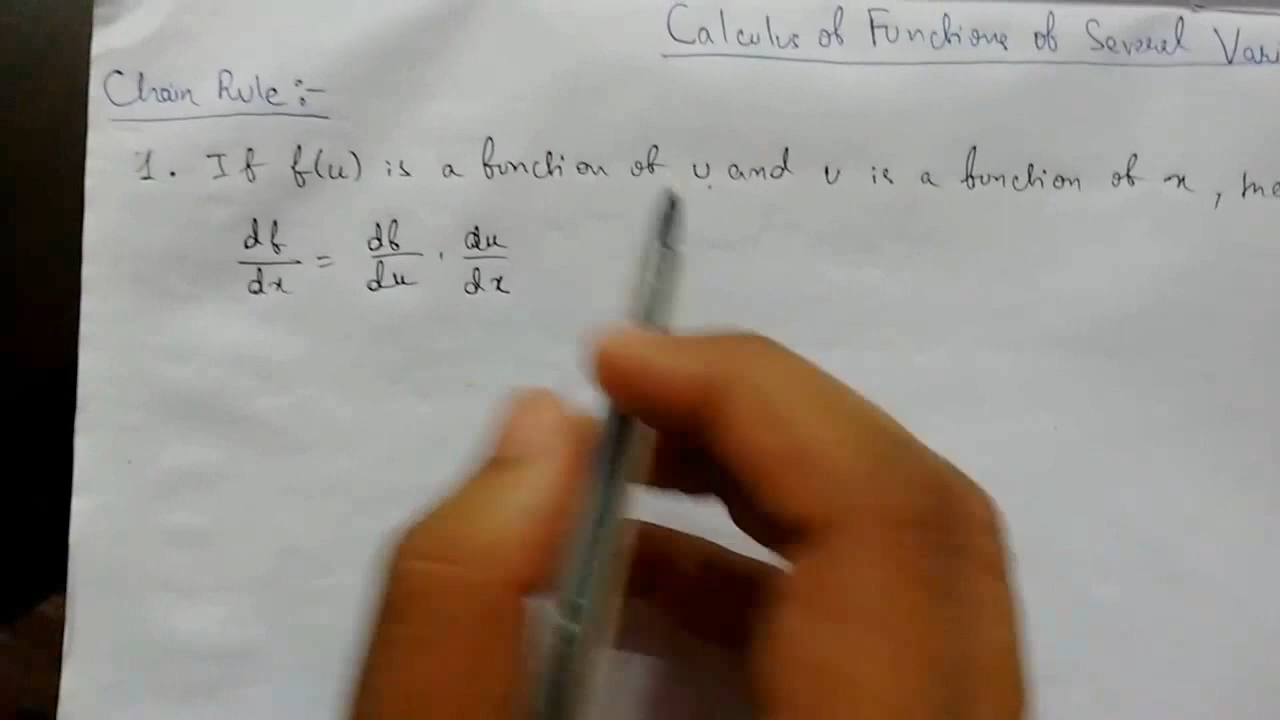 Calculus of Functions of Several Vari
Chain Rule :-
1. If f(u) is a function of u and u is a function of x,
df/dx = df/du . du/dx